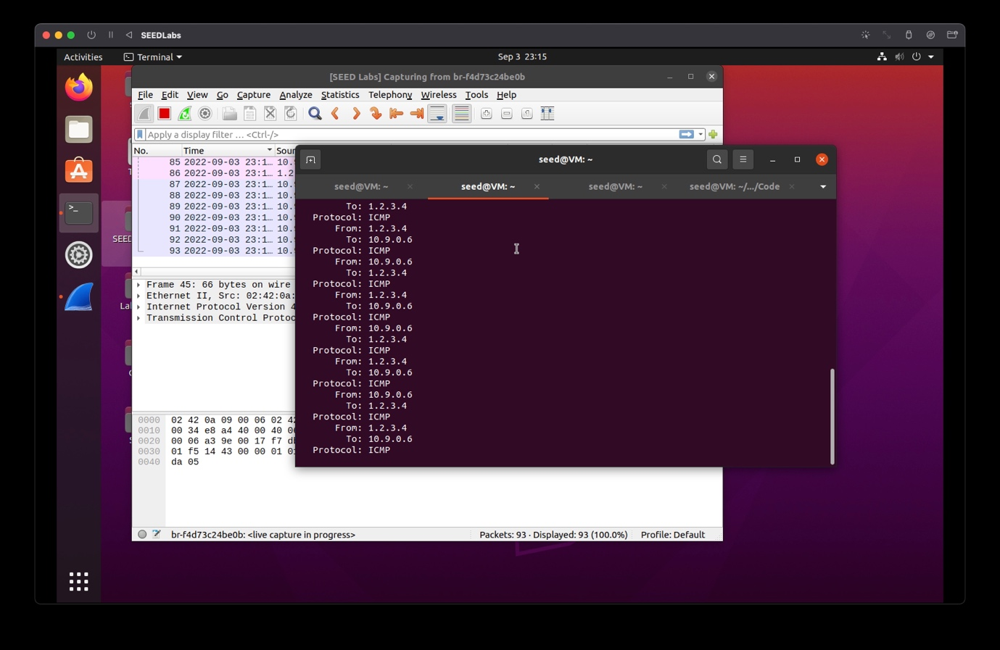 SEEDLabs
Activities
Terminal
Sep 3 23:15
[SEED Labs] Capturing from br-f4d73c24be0b
File Edit View Go Capture Analyze Statistics Telephony Wireless Tools Help
Apply a display filter … <Ctrl-/>
No. Time Sour
85 2022-09-03 23:1… 10.
86 2022-09-03 23:1… 1.2
87 2022-09-03 23:1… 10.
88 2022-09-03 23:1… 10.
89 2022-09-03 23:1… 10.
90 2022-09-03 23:1… 10.
91 2022-09-03 23:1… 10.
92 2022-09-03 23:1… 10.
93 2022-09-03 23:1… 10.
SEED
Lal
Frame 45: 66 bytes on wire
Ethernet II, Src: 02:42:0a:
Internet Protocol Version 4
Transmission Control Protoc
0000 02 42 0a 09 00 06 02 42
0010 00 34 e8 a4 40 00 40 06
0020 00 06 a3 9e 00 17 f7 db
0030 01 f5 14 43 00 00 01 01
0040 da 05
br-f4d73c24be0b: <live capture in progress>
Packets: 93 · Displayed: 93 (100.0%)
Profile: Default
seed@VM: ~
seed@VM: ~
seed@VM: ~
seed@VM: ~
seed@VM: ~/.../Code
To: 1.2.3.4
Protocol: ICMP
From: 1.2.3.4
To: 10.9.0.6
Protocol: ICMP
From: 10.9.0.6
To: 1.2.3.4
Protocol: ICMP
From: 1.2.3.4
To: 10.9.0.6
Protocol: ICMP
From: 10.9.0.6
To: 1.2.3.4
Protocol: ICMP
From: 1.2.3.4
To: 10.9.0.6
Protocol: ICMP
From: 10.9.0.6
To: 1.2.3.4
Protocol: ICMP
From: 1.2.3.4
To: 10.9.0.6
Protocol: ICMP